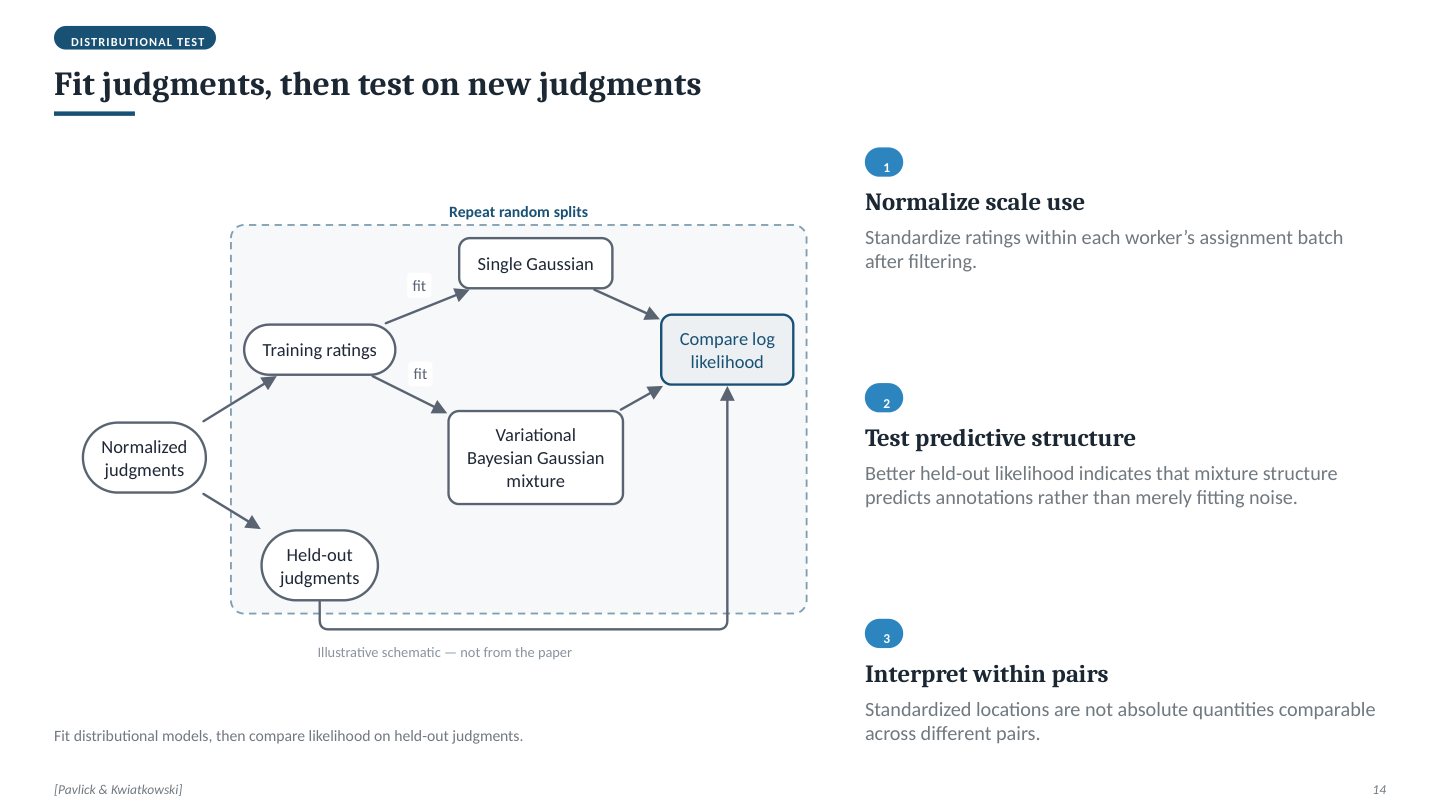 DISTRIBUTIONAL TEST
Fit judgments, then test on new judgments
Repeat random splits
Single Gaussian
fit
Training ratings
Compare log
likelihood
fit
Variational
Bayesian Gaussian
mixture
Normalized
judgments
Held-out
judgments
Illustrative schematic — not from the paper
Fit distributional models, then compare likelihood on held-out judgments.
1
Normalize scale use
Standardize ratings within each worker’s assignment batch
after filtering.
2
Test predictive structure
Better held-out likelihood indicates that mixture structure
predicts annotations rather than merely fitting noise.
3
Interpret within pairs
Standardized locations are not absolute quantities comparable
across different pairs.
[Pavlick & Kwiatkowski]
14